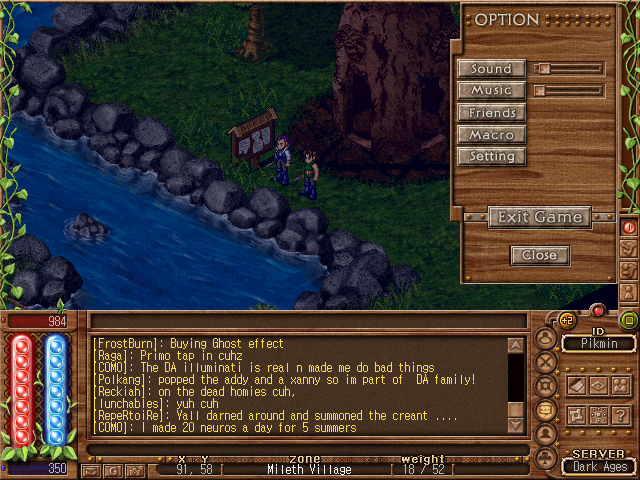 OPTION
Sound
Music
Friends
Macro
Setting
Exit Game
Close
984
+2
ID
Pikmin
[FrostBurn]: Buying Ghost effect
[Raga]: Primo tap in cuhz
[COMO]: The DA illuminati is real n made me do bad things
[Polkang]: popped the addy and a xanny so im part of  DA family!
Reckiah]: on the dead homies cuh,
[unchables]: yuh cuh
[RepeRtoiRe]: Yall darned around and summoned the creant ....
[COMO]: I made 20 neuros a day for 5 summers
350
x . y
zone
weight
91, 58
Mileth Village
18 / 52
SERVER
Dark Ages